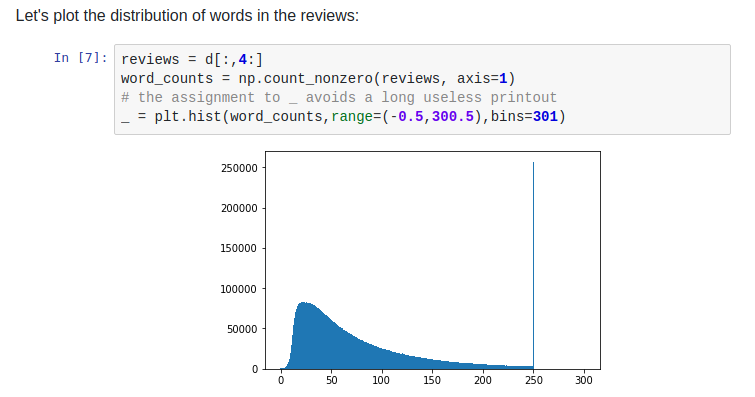 Let's plot the distribution of words in the reviews:
In [7]: reviews = d[:,4:]
word_counts = np.count_nonzero(reviews, axis=1)
# the assignment to _ avoids a long useless printout
_ = plt.hist(word_counts,range=(-0.5,300.5),bins=301)
250000
200000
150000
100000
50000
0
0 50 100 150 200 250 300